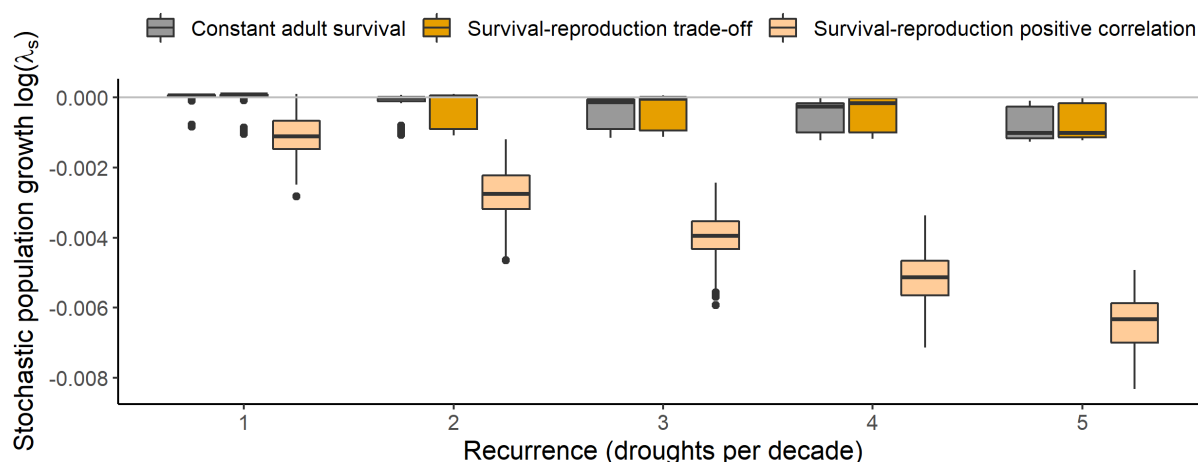 Constant adult survival
Survival-reproduction trade-off
Survival-reproduction positive correlation
Stochastic population growth log(λs)
0.000
-0.002
-0.004
-0.006
-0.008
1 2 3 4 5
Recurrence (droughts per decade)